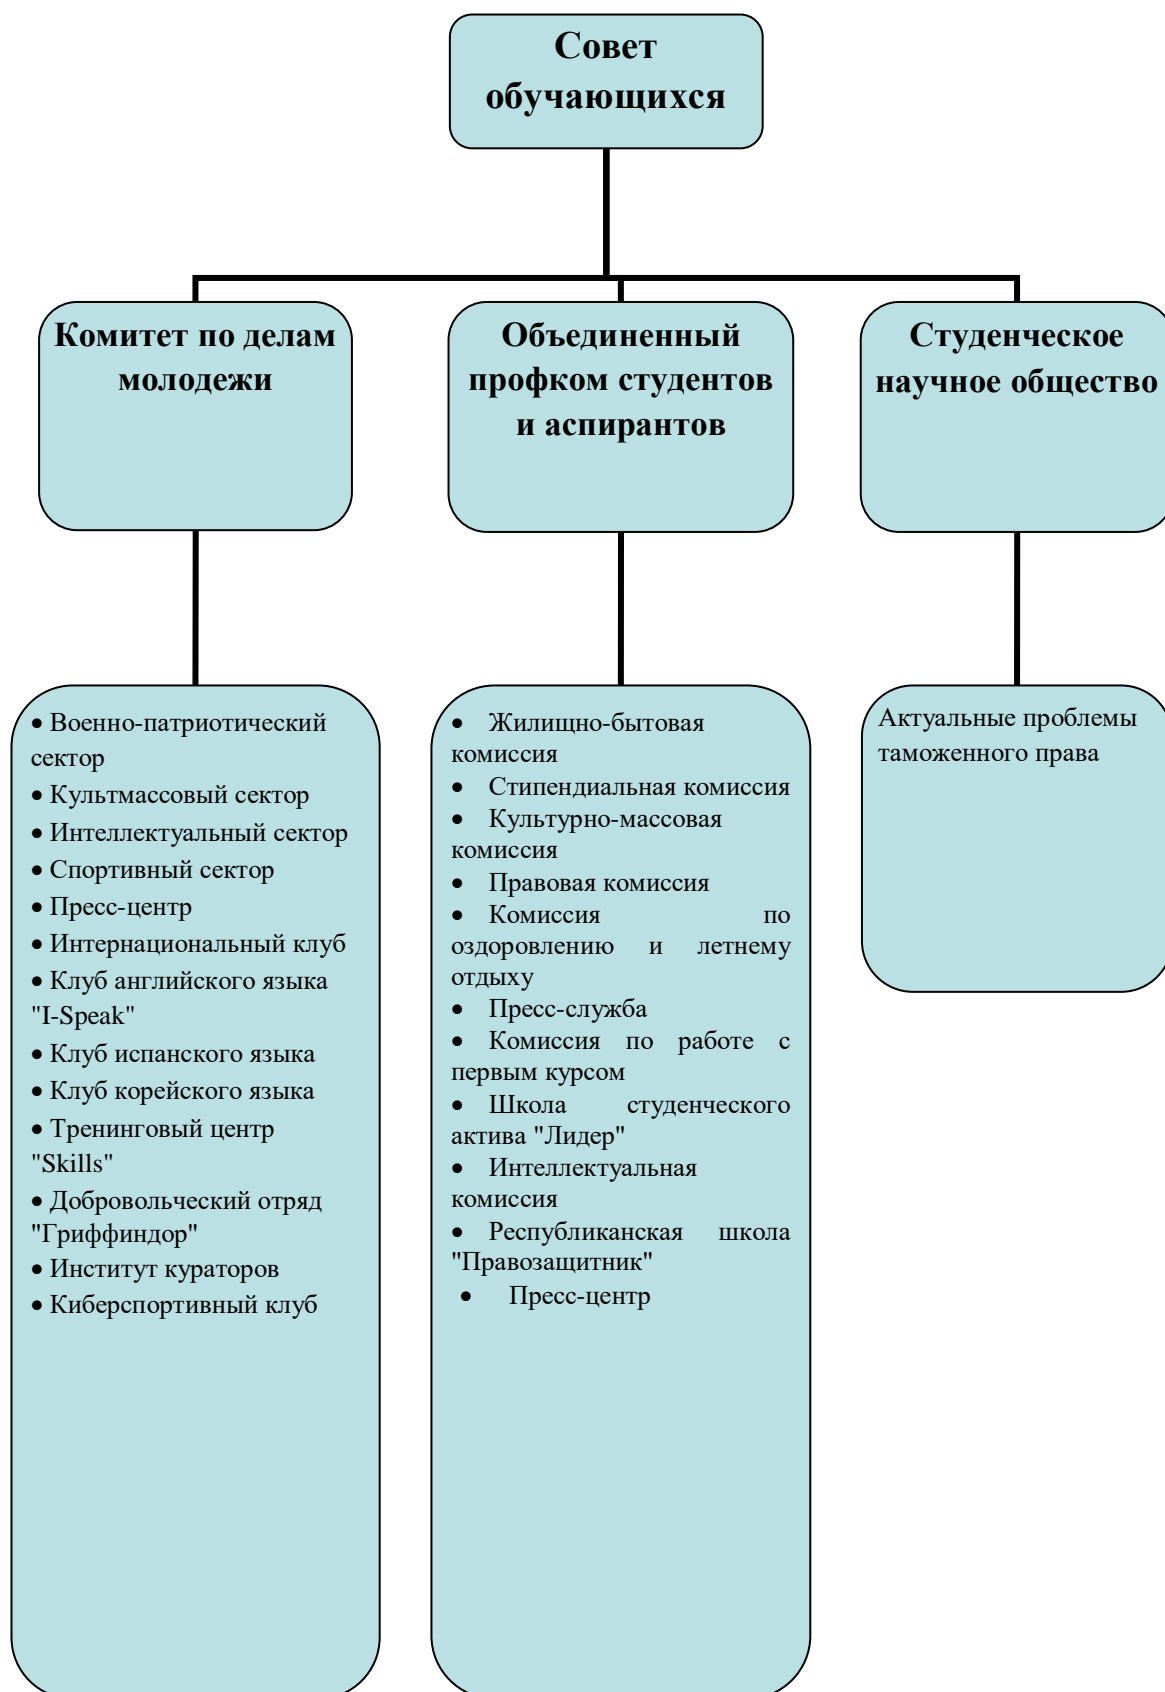 Совет
обучающихся
Комитет по делам
молодежи
Объединенный
профком студентов
и аспирантов
Студенческое
научное общество
• Военно-патриотический
сектор
• Культмассовый сектор
• Интеллектуальный сектор
• Спортивный сектор
• Пресс-центр
• Интернациональный клуб
• Клуб английского языка
"I-Speak"
• Клуб испанского языка
• Клуб корейского языка
• Тренинговый центр
"Skills"
• Добровольческий отряд
"Гриффиндор"
• Институт кураторов
• Киберспортивный клуб
• Жилищно-бытовая
комиссия
• Стипендиальная комиссия
• Культурно-массовая
комиссия
• Правовая комиссия
• Комиссия по
оздоровлению и летнему
отдыху
• Пресс-служба
• Комиссия по работе с
первым курсом
• Школа студенческого
актива "Лидер"
• Интеллектуальная
комиссия
• Республиканская школа
"Правозащитник"
• Пресс-центр
Актуальные проблемы
таможенного права